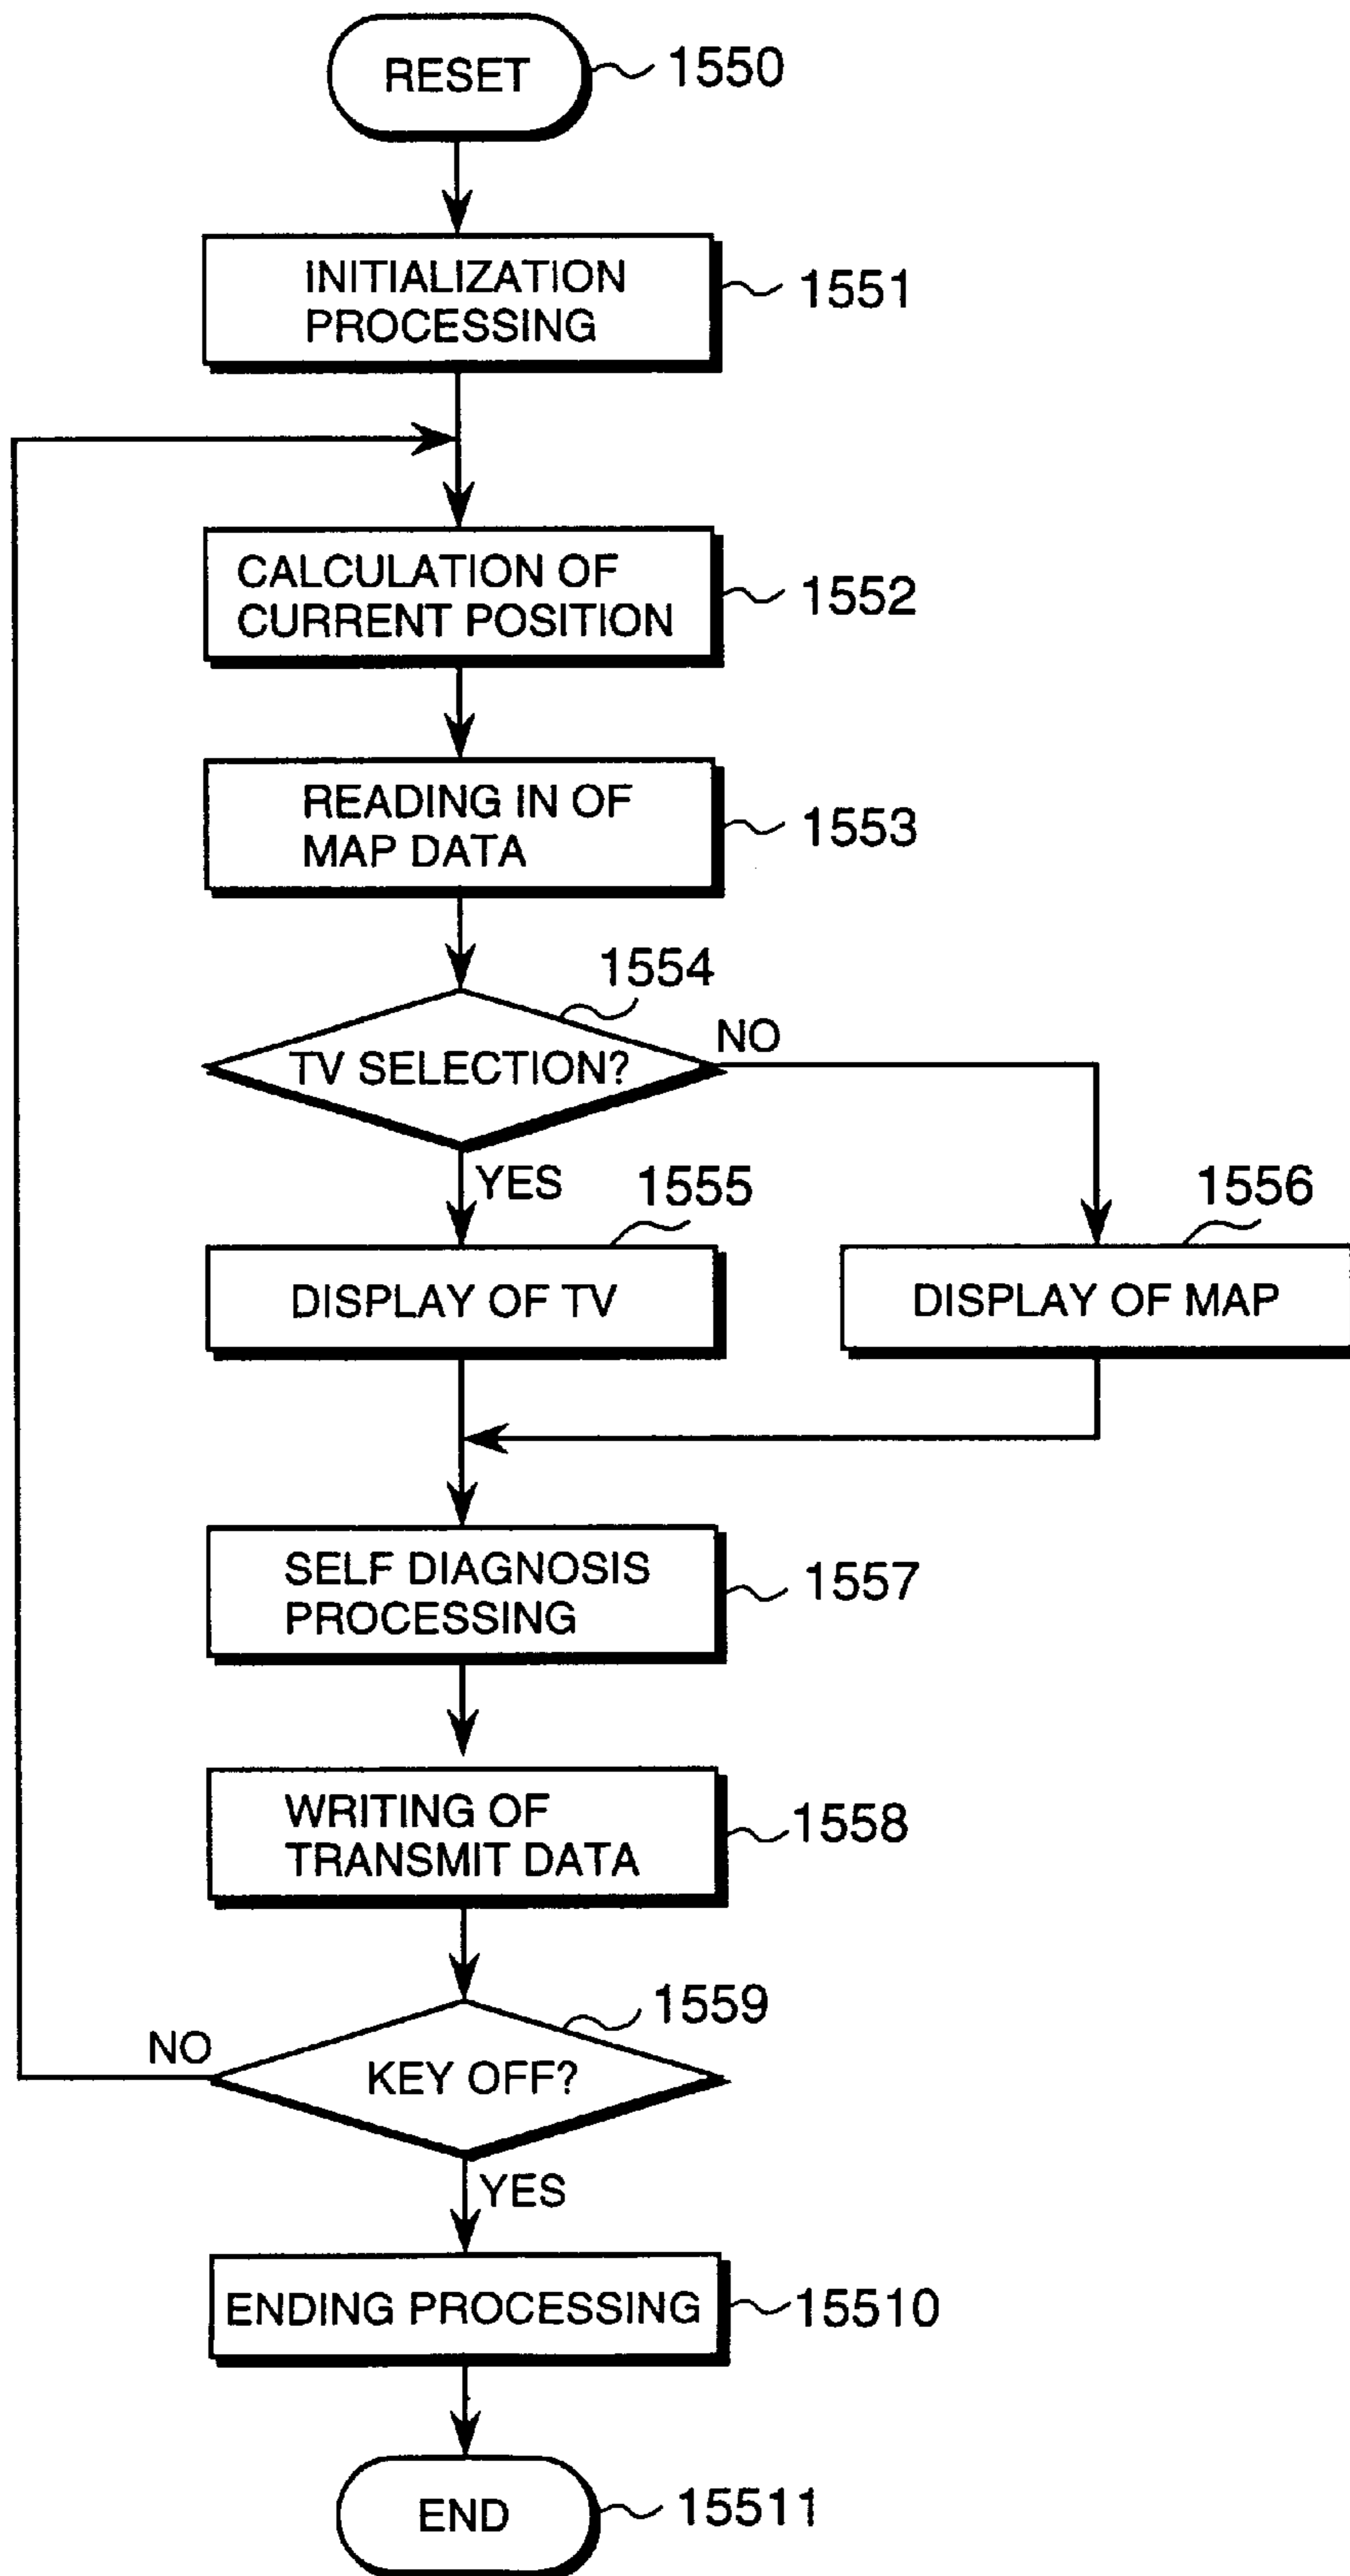 RESET
1550
INITIALIZATION
PROCESSING
1551
CALCULATION OF
CURRENT POSITION
1552
READING IN OF
MAP DATA
1553
1554
TV SELECTION?
NO
YES
1555
1556
DISPLAY OF TV
DISPLAY OF MAP
SELF DIAGNOSIS
PROCESSING
1557
WRITING OF
TRANSMIT DATA
1558
1559
NO
KEY OFF?
YES
ENDING PROCESSING
15510
END
15511